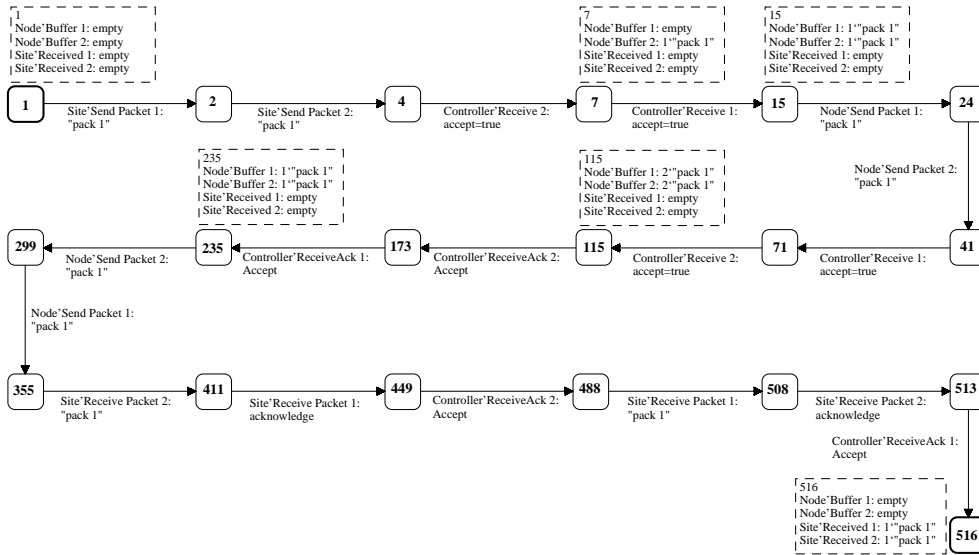 1
Node'Buffer 1: empty
Node'Buffer 2: empty
Site'Received 1: empty
Site'Received 2: empty
7
Node'Buffer 1: empty
Node'Buffer 2: 1‘"pack 1"
Site'Received 1: empty
Site'Received 2: empty
15
Node'Buffer 1: 1‘"pack 1"
Node'Buffer 2: 1‘"pack 1"
Site'Received 1: empty
Site'Received 2: empty
1
Site'Send Packet 1:
"pack 1"
2
Site'Send Packet 2:
"pack 1"
4
Controller'Receive 2:
accept=true
7
Controller'Receive 1:
accept=true
15
Node'Send Packet 1:
"pack 1"
24
Node'Send Packet 2:
"pack 1"
235
Node'Buffer 1: 1‘"pack 1"
Node'Buffer 2: 1‘"pack 1"
Site'Received 1: empty
Site'Received 2: empty
115
Node'Buffer 1: 2‘"pack 1"
Node'Buffer 2: 2‘"pack 1"
Site'Received 1: empty
Site'Received 2: empty
299
Node'Send Packet 2:
"pack 1"
235
Controller'ReceiveAck 1:
Accept
173
Controller'ReceiveAck 2:
Accept
115
Controller'Receive 2:
accept=true
71
Controller'Receive 1:
accept=true
41
Node'Send Packet 1:
"pack 1"
355
Site'Receive Packet 2:
"pack 1"
411
Site'Receive Packet 1:
acknowledge
449
Controller'ReceiveAck 2:
Accept
488
Site'Receive Packet 1:
"pack 1"
508
Site'Receive Packet 2:
acknowledge
513
Controller'ReceiveAck 1:
Accept
516
Node'Buffer 1: empty
Node'Buffer 2: empty
Site'Received 1: 1‘"pack 1"
Site'Received 2: 1‘"pack 1"
516